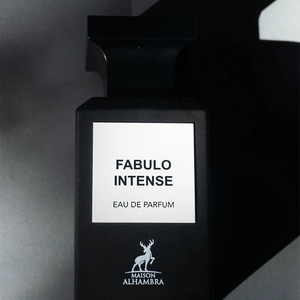 FABULO
INTENSE
EAU DE PARFUM
MAISON
ALHAMBRA